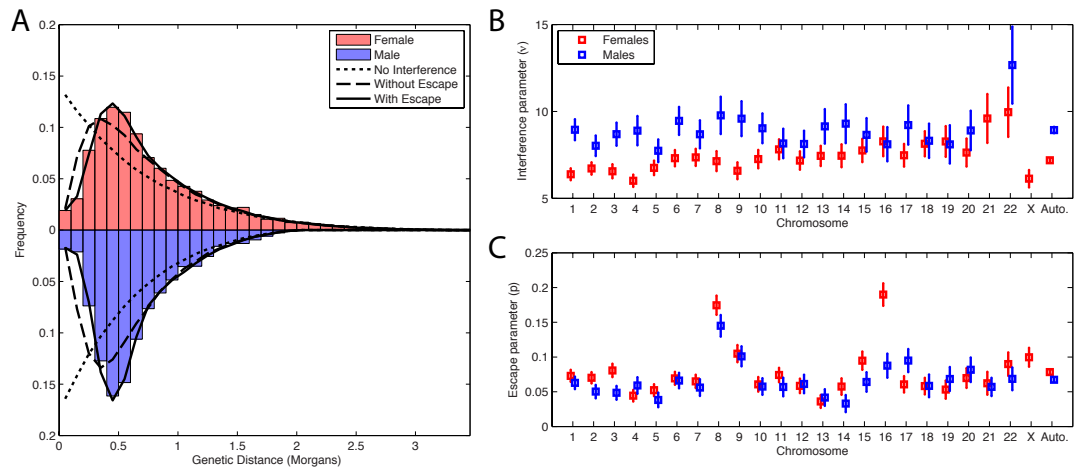 A
0.2
0.15
0.1
0.05
0
0.05
0.1
0.15
0.2
Frequency
Female
Male
No Interference
Without Escape
With Escape
0 0.5 1 1.5 2 2.5 3
Genetic Distance (Morgans)
B
15
10
5
Interference parameter (ν)
Females
Males
1 2 3 4 5 6 7 8 9 10 11 12 13 14 15 16 17 18 19 20 21 22 X Auto.
Chromosome
C
0.25
0.2
0.15
0.1
0.05
0
Escape parameter (p)
1 2 3 4 5 6 7 8 9 10 11 12 13 14 15 16 17 18 19 20 21 22 X Auto.
Chromosome